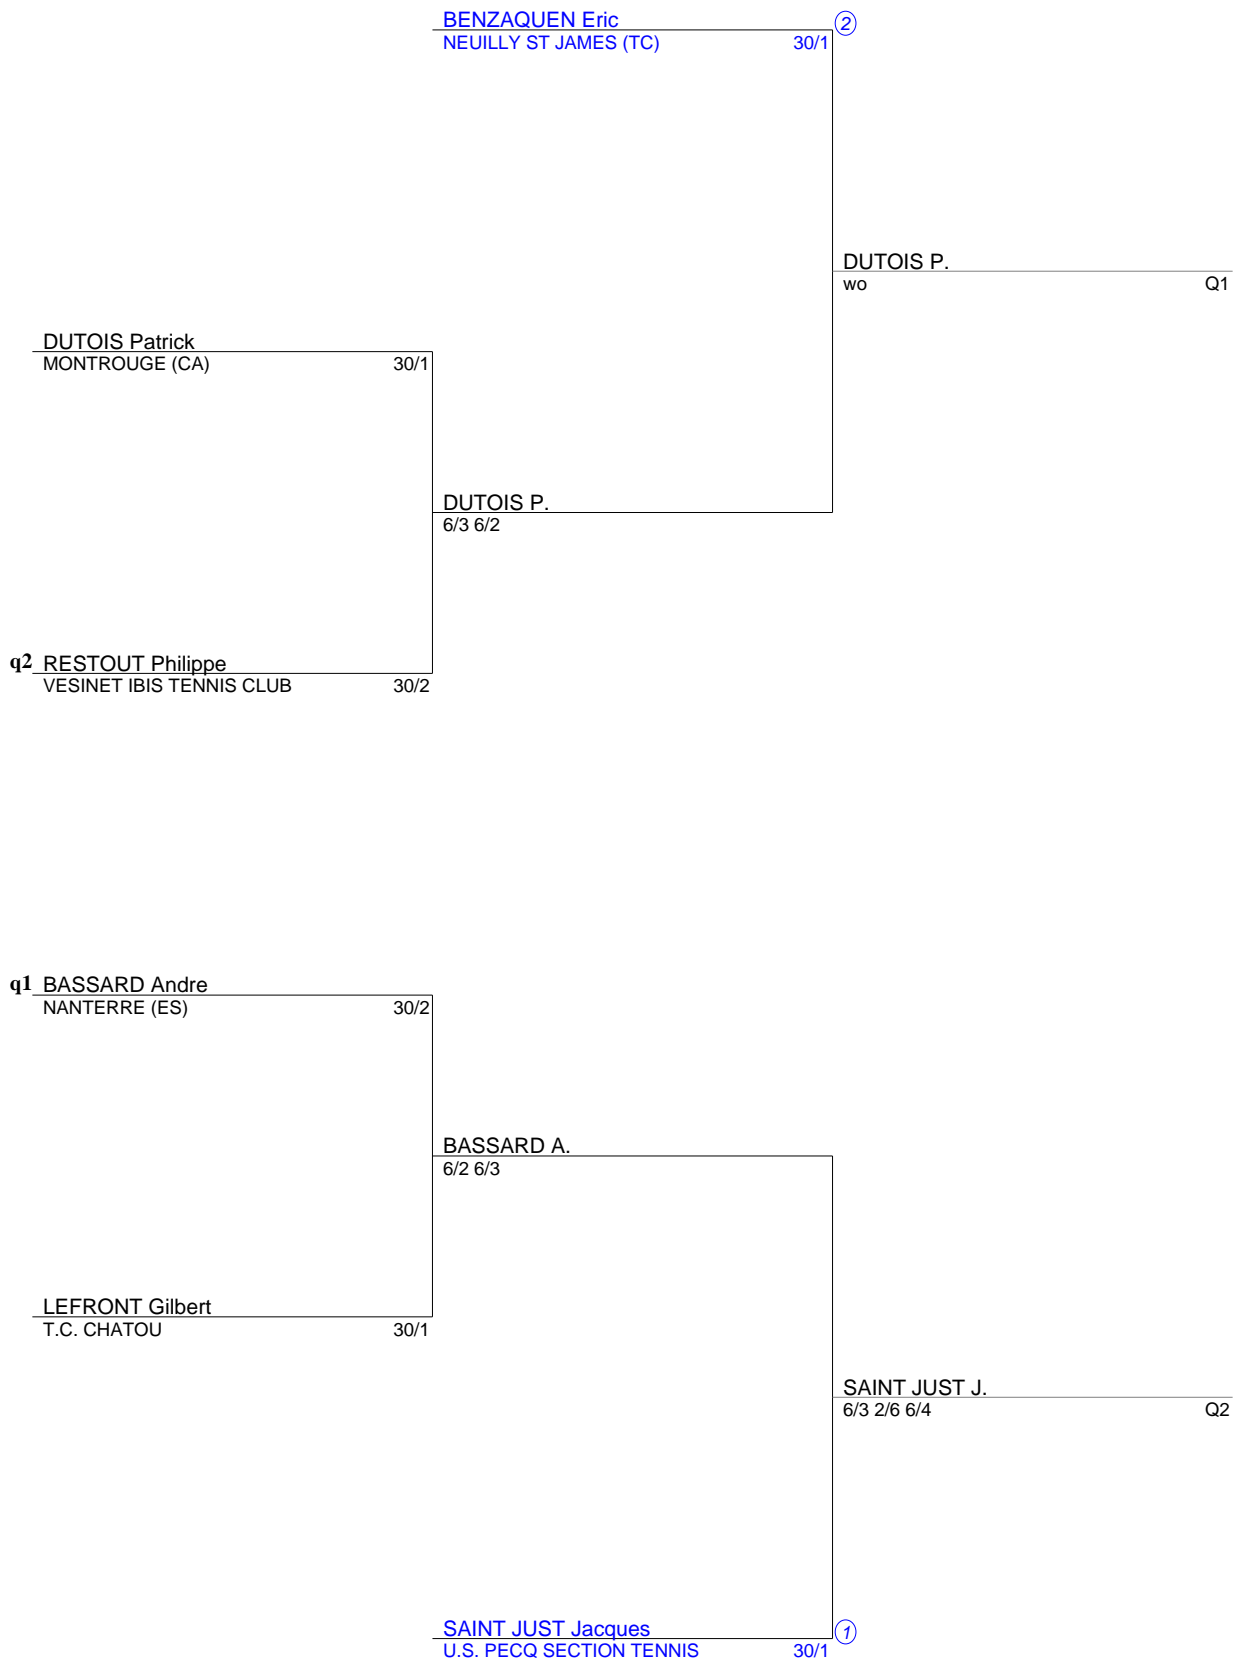 BENZAQUEN Eric 2
NEUILLY ST JAMES (TC) 30/1
DUTOIS P.
wo Q1
DUTOIS Patrick
MONTROUGE (CA) 30/1
DUTOIS P.
6/3 6/2
q2 RESTOUT Philippe
VESINET IBIS TENNIS CLUB 30/2
q1 BASSARD Andre
NANTERRE (ES) 30/2
BASSARD A.
6/2 6/3
LEFRONT Gilbert
T.C. CHATOU 30/1
SAINT JUST J.
6/3 2/6 6/4 Q2
SAINT JUST Jacques 1
U.S. PECQ SECTION TENNIS 30/1